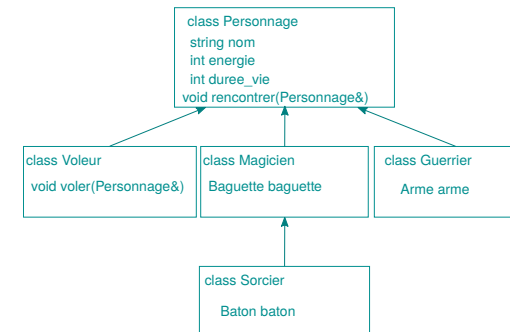 class Personnage
string nom
int energie
int duree_vie
void rencontrer(Personnage&)
class Voleur
void voler(Personnage&)
class Magicien
Baguette baguette
class Guerrier
Arme arme
class Sorcier
Baton baton